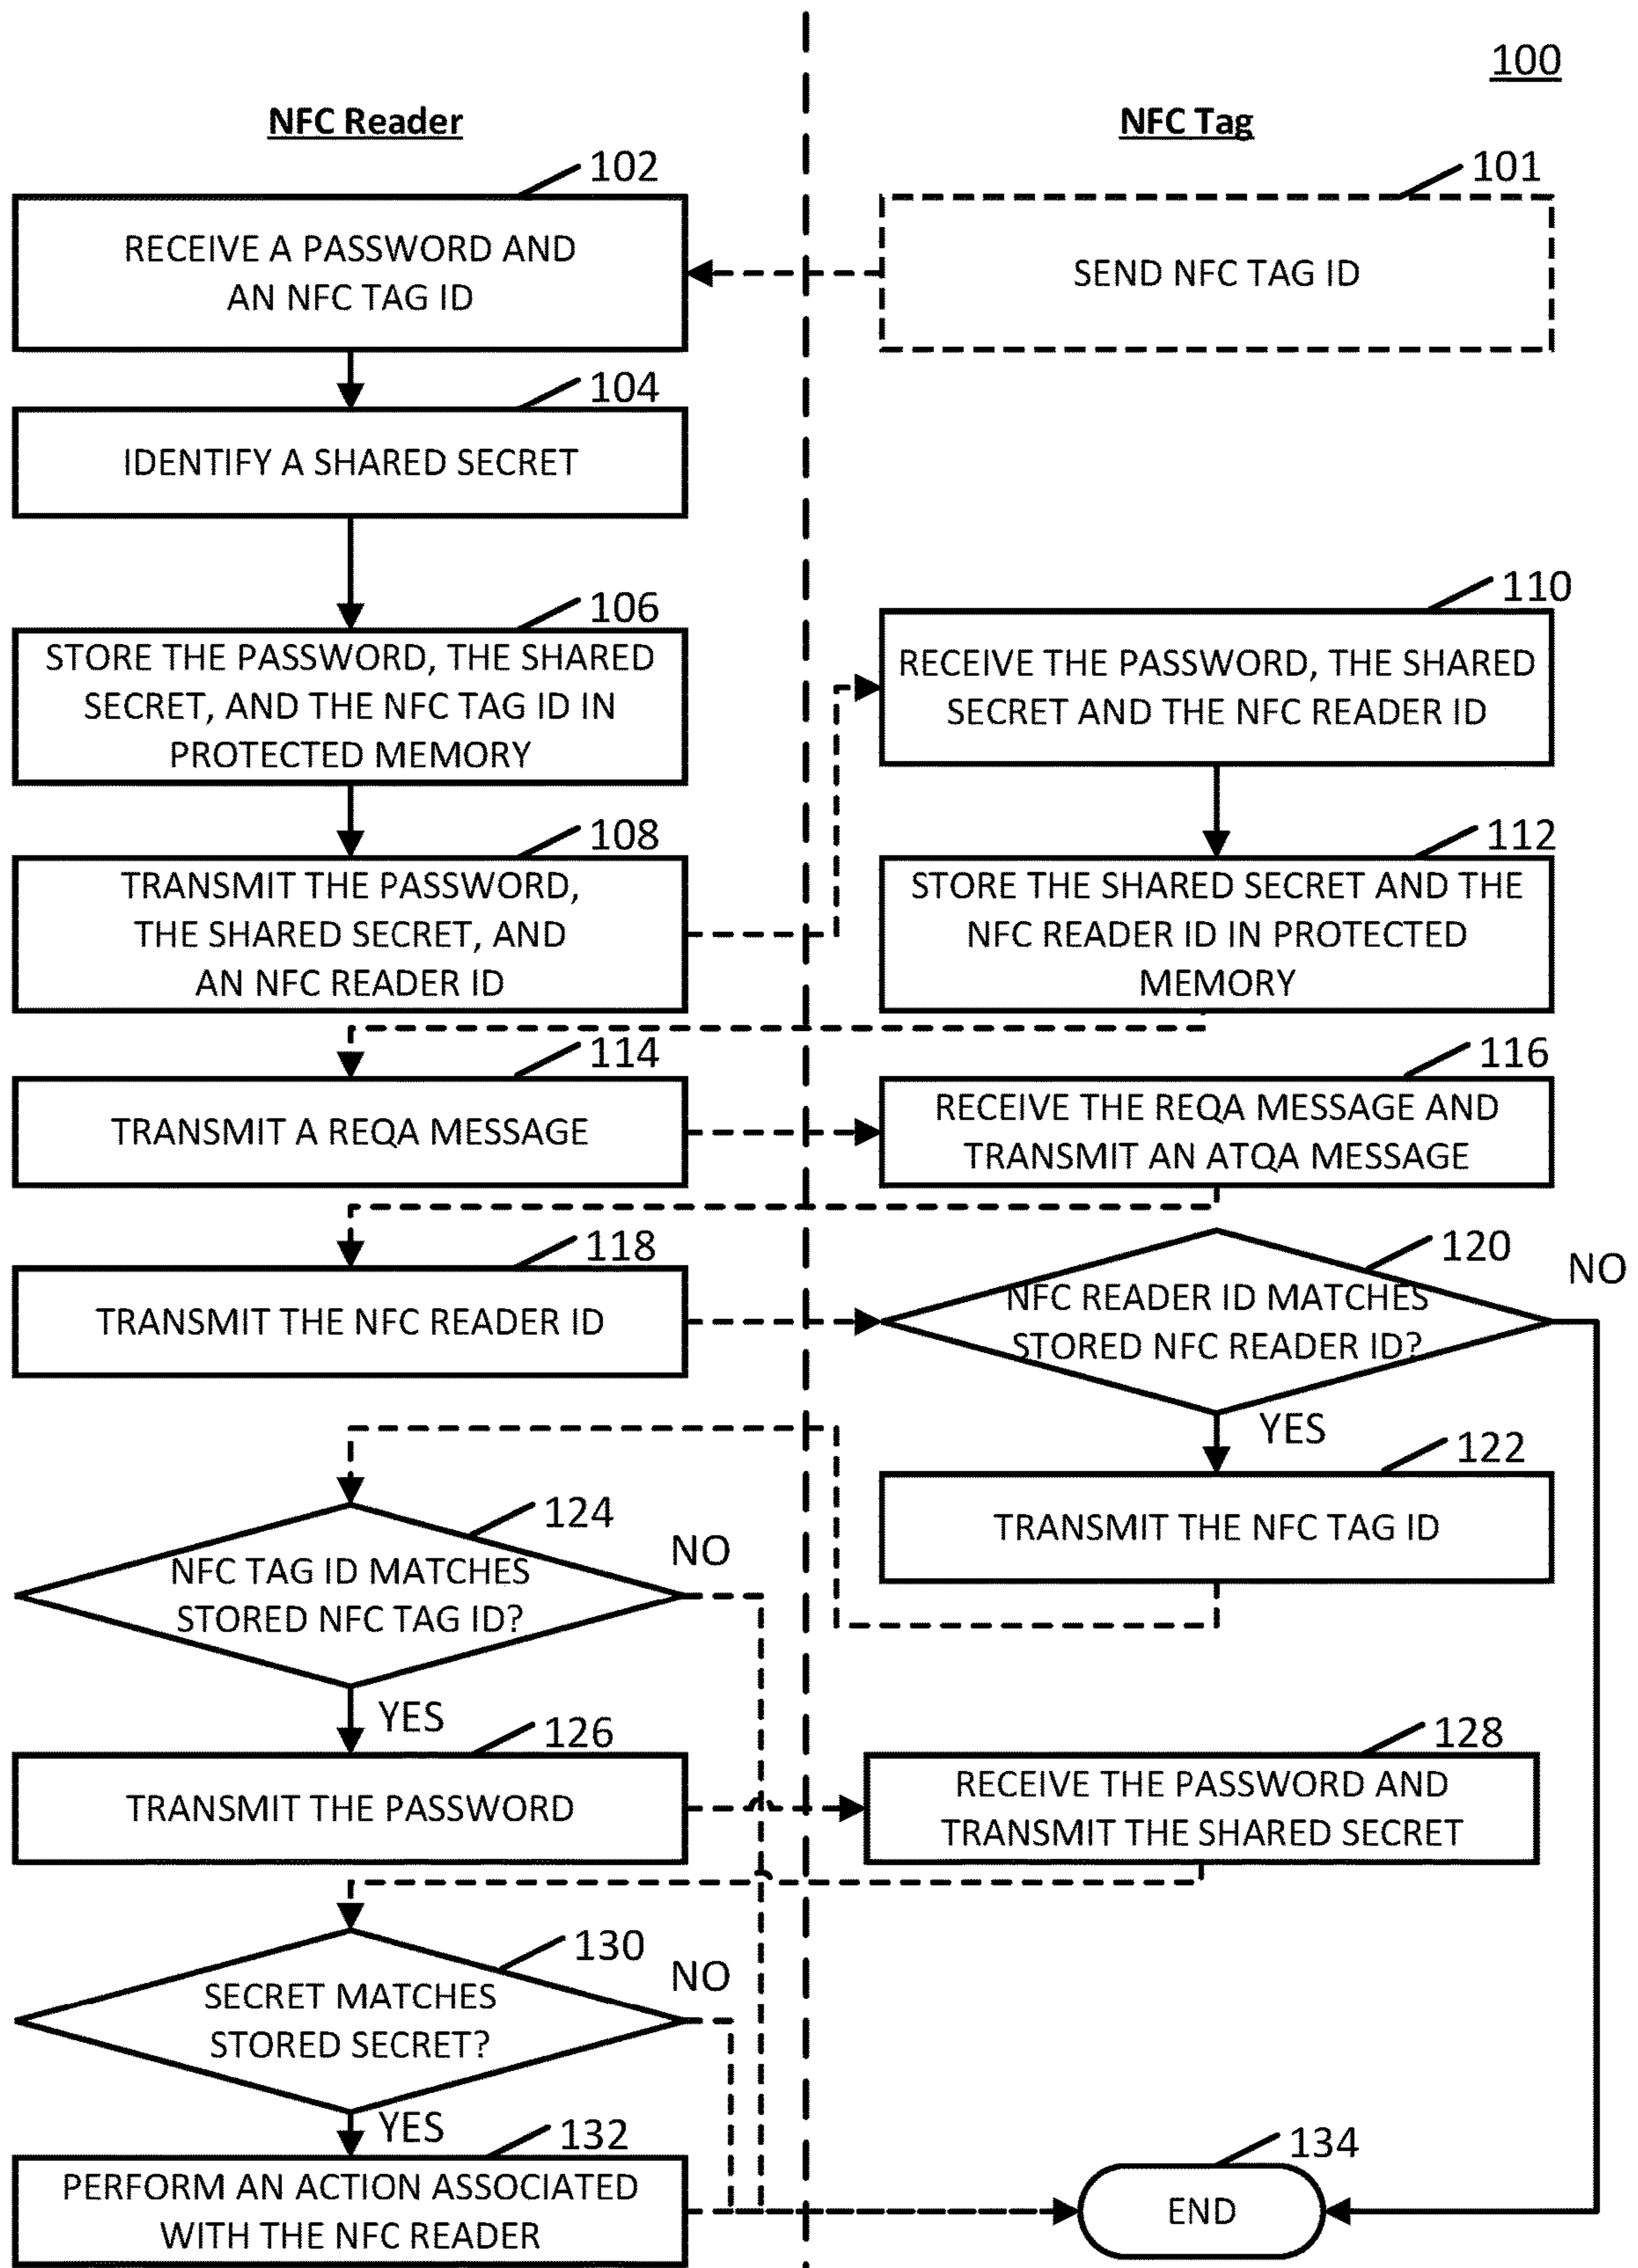 100
NFC Reader
NFC Tag
102
RECEIVE A PASSWORD AND
AN NFC TAG ID
101
SEND NFC TAG ID
104
IDENTIFY A SHARED SECRET
106
STORE THE PASSWORD, THE SHARED
SECRET, AND THE NFC TAG ID IN
PROTECTED MEMORY
110
RECEIVE THE PASSWORD, THE SHARED
SECRET AND THE NFC READER ID
108
TRANSMIT THE PASSWORD,
THE SHARED SECRET, AND
AN NFC READER ID
112
STORE THE SHARED SECRET AND THE
NFC READER ID IN PROTECTED
MEMORY
114
TRANSMIT A REQA MESSAGE
116
RECEIVE THE REQA MESSAGE AND
TRANSMIT AN ATQA MESSAGE
118
TRANSMIT THE NFC READER ID
120
NFC READER ID MATCHES
STORED NFC READER ID?
NO
YES
122
TRANSMIT THE NFC TAG ID
124
NFC TAG ID MATCHES
STORED NFC TAG ID?
NO
YES
126
TRANSMIT THE PASSWORD
128
RECEIVE THE PASSWORD AND
TRANSMIT THE SHARED SECRET
130
SECRET MATCHES
STORED SECRET?
NO
YES
132
PERFORM AN ACTION ASSOCIATED
WITH THE NFC READER
134
END